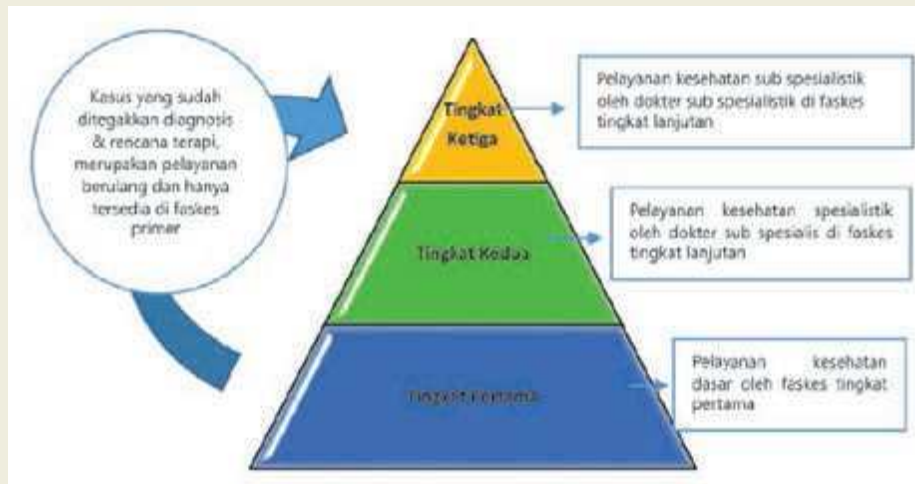 Kasus yang sudah
ditegakkan diagnosis
& rencana terapi,
merupakan pelayanan
berulang dan hanya
tersedia di faskes
primer
Tingkat
Ketiga
Pelayanan kesehatan sub spesialistik
oleh dokter sub spesialistik di faskes
tingkat lanjutan
Tingkat Kedua
Pelayanan kesehatan spesialistik
oleh dokter sub spesialis di faskes
tingkat lanjutan
Tingkat Pertama
Pelayanan kesehatan
dasar oleh faskes tingkat
pertama